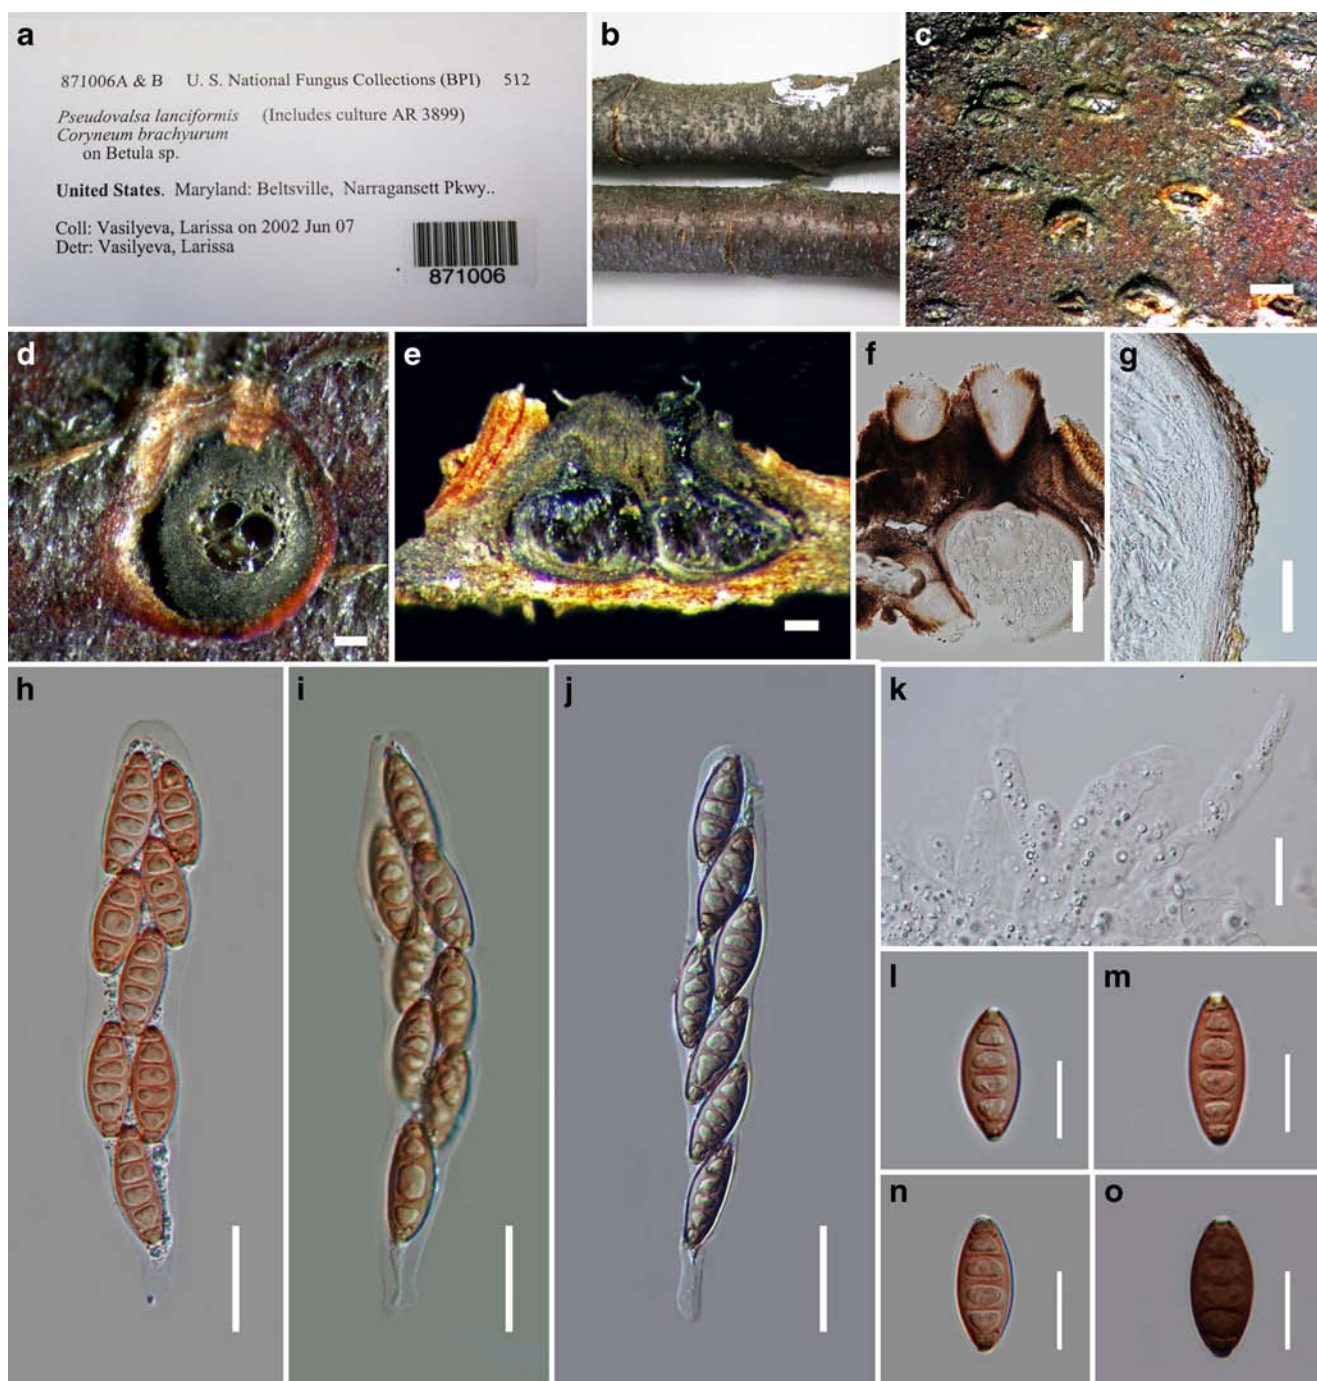 a
871006A & B U. S. National Fungus Collections (BPI) 512
Pseudovalsa lanciformis (Includes culture AR 3899)
Coryneum brachyurum
on Betula sp.
United States. Maryland: Beltsville, Narragansett Pkwy..
Coll: Vasilyeva, Larissa on 2002 Jun 07
Detr: Vasilyeva, Larissa
871006
b
c
d
e
f
g
h
i
j
k
l
m
n
o